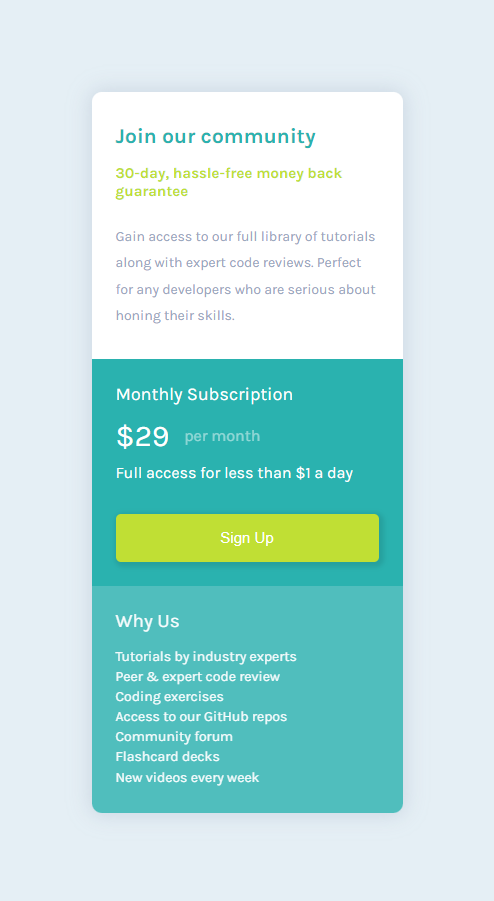 Join our community
30-day, hassle-free money back
guarantee
Gain access to our full library of tutorials
along with expert code reviews. Perfect
for any developers who are serious about
honing their skills.
Monthly Subscription
$29 per month
Full access for less than $1 a day
Sign Up
Why Us
Tutorials by industry experts
Peer & expert code review
Coding exercises
Access to our GitHub repos
Community forum
Flashcard decks
New videos every week